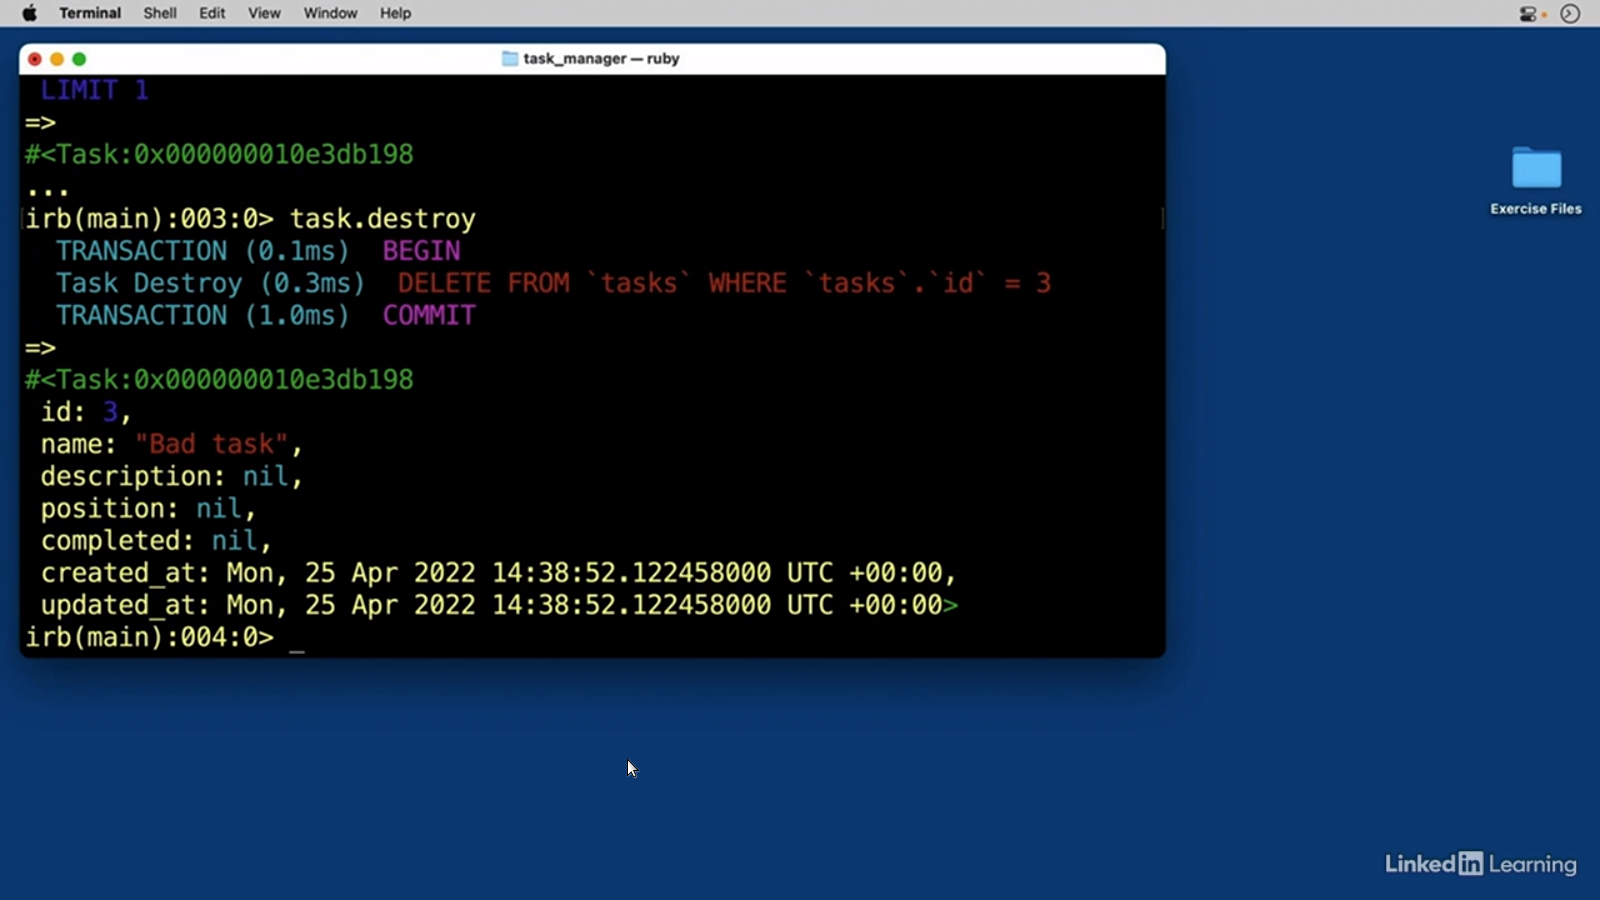 Terminal Shell Edit View Window Help
task_manager — ruby
LIMIT 1
=>
#<Task:0x000000010e3db198
...
irb(main):003:0> task.destroy
TRANSACTION (0.1ms) BEGIN
Task Destroy (0.3ms) DELETE FROM `tasks` WHERE `tasks`.`id` = 3
TRANSACTION (1.0ms) COMMIT
=>
#<Task:0x000000010e3db198
id: 3,
name: "Bad task",
description: nil,
position: nil,
completed: nil,
created_at: Mon, 25 Apr 2022 14:38:52.122458000 UTC +00:00,
updated_at: Mon, 25 Apr 2022 14:38:52.122458000 UTC +00:00>
irb(main):004:0> _
Exercise Files
LinkedIn Learning